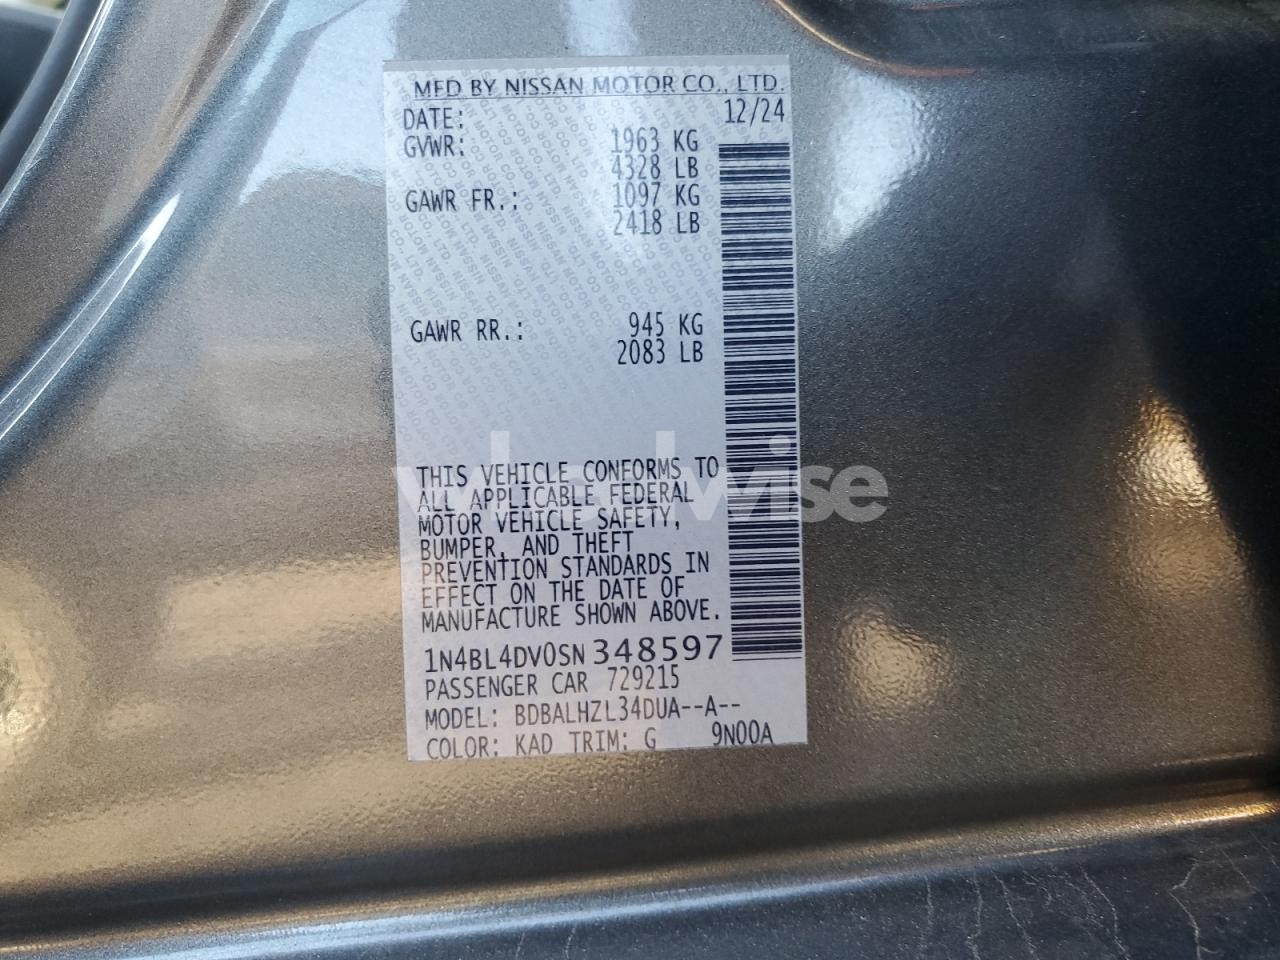 MFD BY NISSAN MOTOR CO., LTD.
DATE: 12/24
GVWR: 1963 KG
4328 LB
GAWR FR.: 1097 KG
2418 LB
GAWR RR.: 945 KG
2083 LB
THIS VEHICLE CONFORMS TO
ALL APPLICABLE FEDERAL
MOTOR VEHICLE SAFETY,
BUMPER, AND THEFT
PREVENTION STANDARDS IN
EFFECT ON THE DATE OF
MANUFACTURE SHOWN ABOVE.
1N4BL4DV0SN348597
PASSENGER CAR 729215
MODEL: BDBALHZL34DUA--A--
COLOR: KAD TRIM: G 9N00A
wheelwise